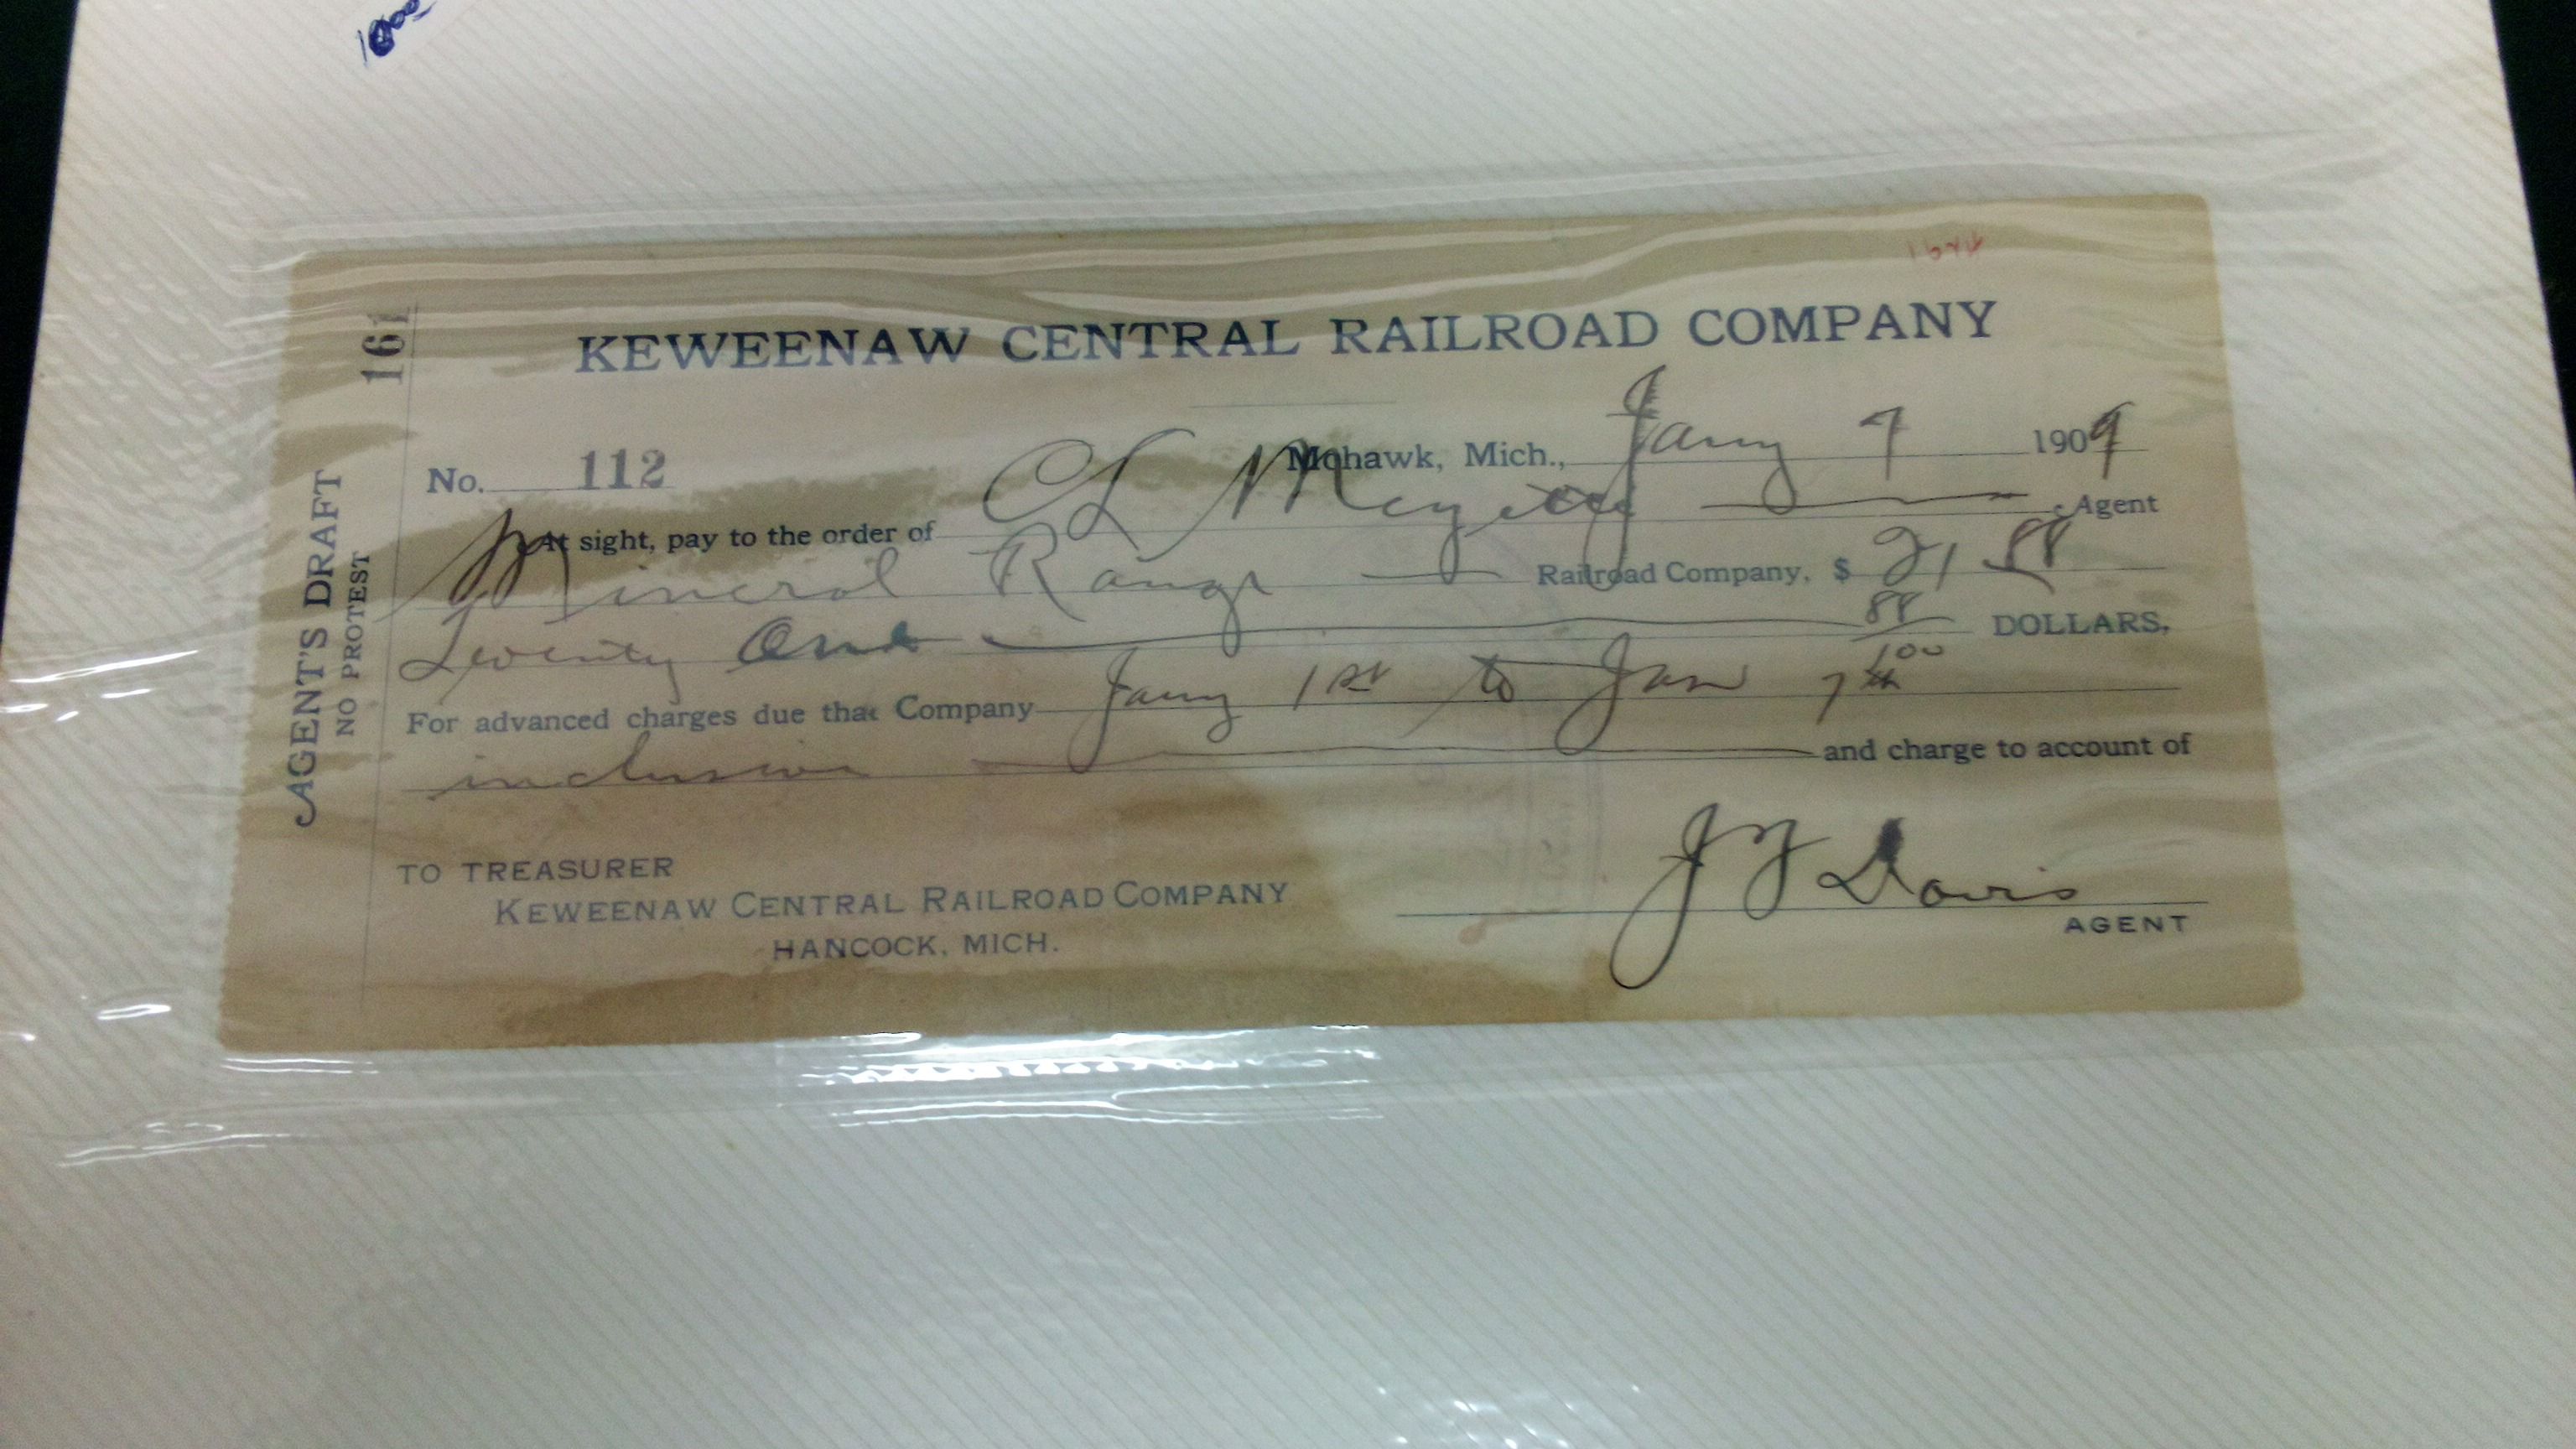 1000
KEWEENAW CENTRAL RAILROAD COMPANY
161
AGENT'S DRAFT
NO PROTEST
No. 112 Mohawk, Mich., Jany 7 1909
At sight, pay to the order of C L Agent
Mineral Range Railroad Company, $ 21 88
Twenty One 88/100 DOLLARS,
For advanced charges due that Company Jany 1st to Jan 7th
inclusive and charge to account of
TO TREASURER
KEWEENAW CENTRAL RAILROAD COMPANY
HANCOCK, MICH.
J F Davis
AGENT